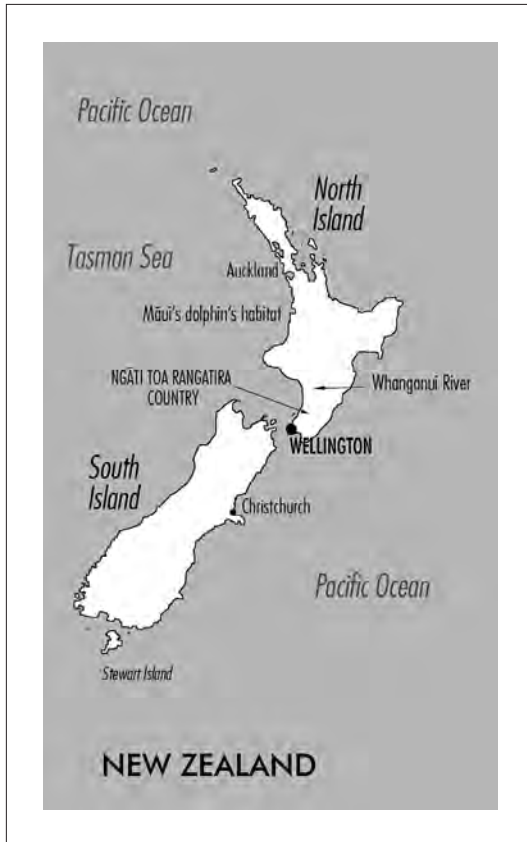 Pacific Ocean
North
Island
Tasman Sea
Auckland
Māui's dolphin's habitat
NGĀTI TOA RANGATIRA
COUNTRY
Whanganui River
WELLINGTON
South
Island
Christchurch
Pacific Ocean
Stewart Island
NEW ZEALAND